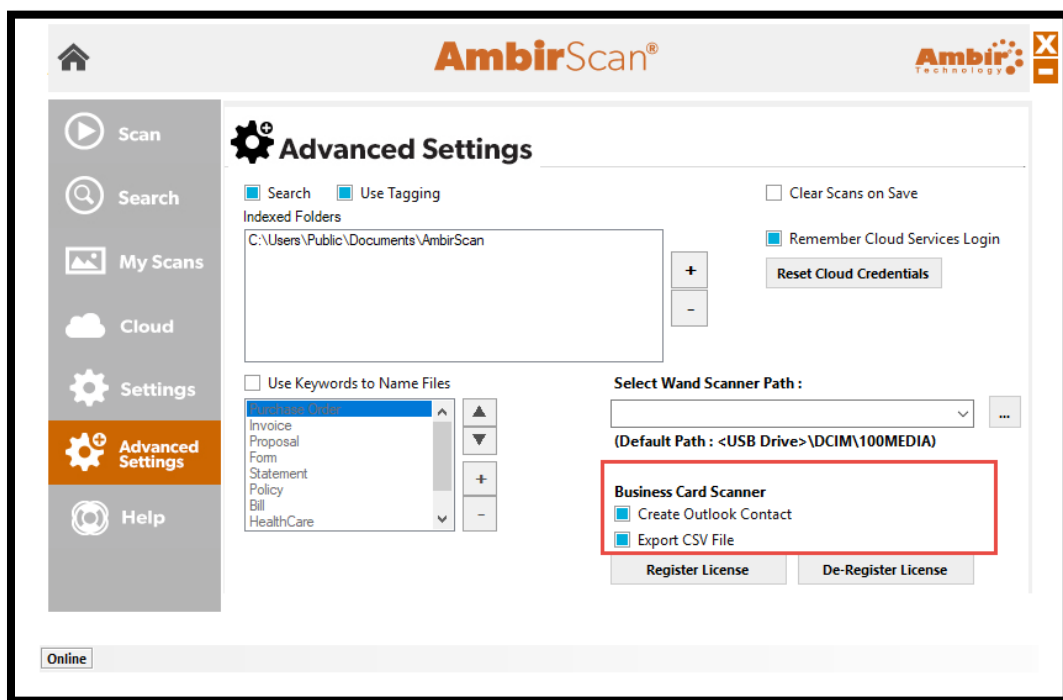 AmbirScan®
Ambir
Technology
X
-
Scan
Search
My Scans
Cloud
Settings
Advanced
Settings
Help
Advanced Settings
Search
Use Tagging
Indexed Folders
C:\Users\Public\Documents\AmbirScan
+
-
Clear Scans on Save
Remember Cloud Services Login
Reset Cloud Credentials
Use Keywords to Name Files
Purchase Order
Invoice
Proposal
Form
Statement
Policy
Bill
HealthCare
+
-
Select Wand Scanner Path :
...
(Default Path : <USB Drive>\DCIM\100MEDIA)
Business Card Scanner
Create Outlook Contact
Export CSV File
Register License
De-Register License
Online